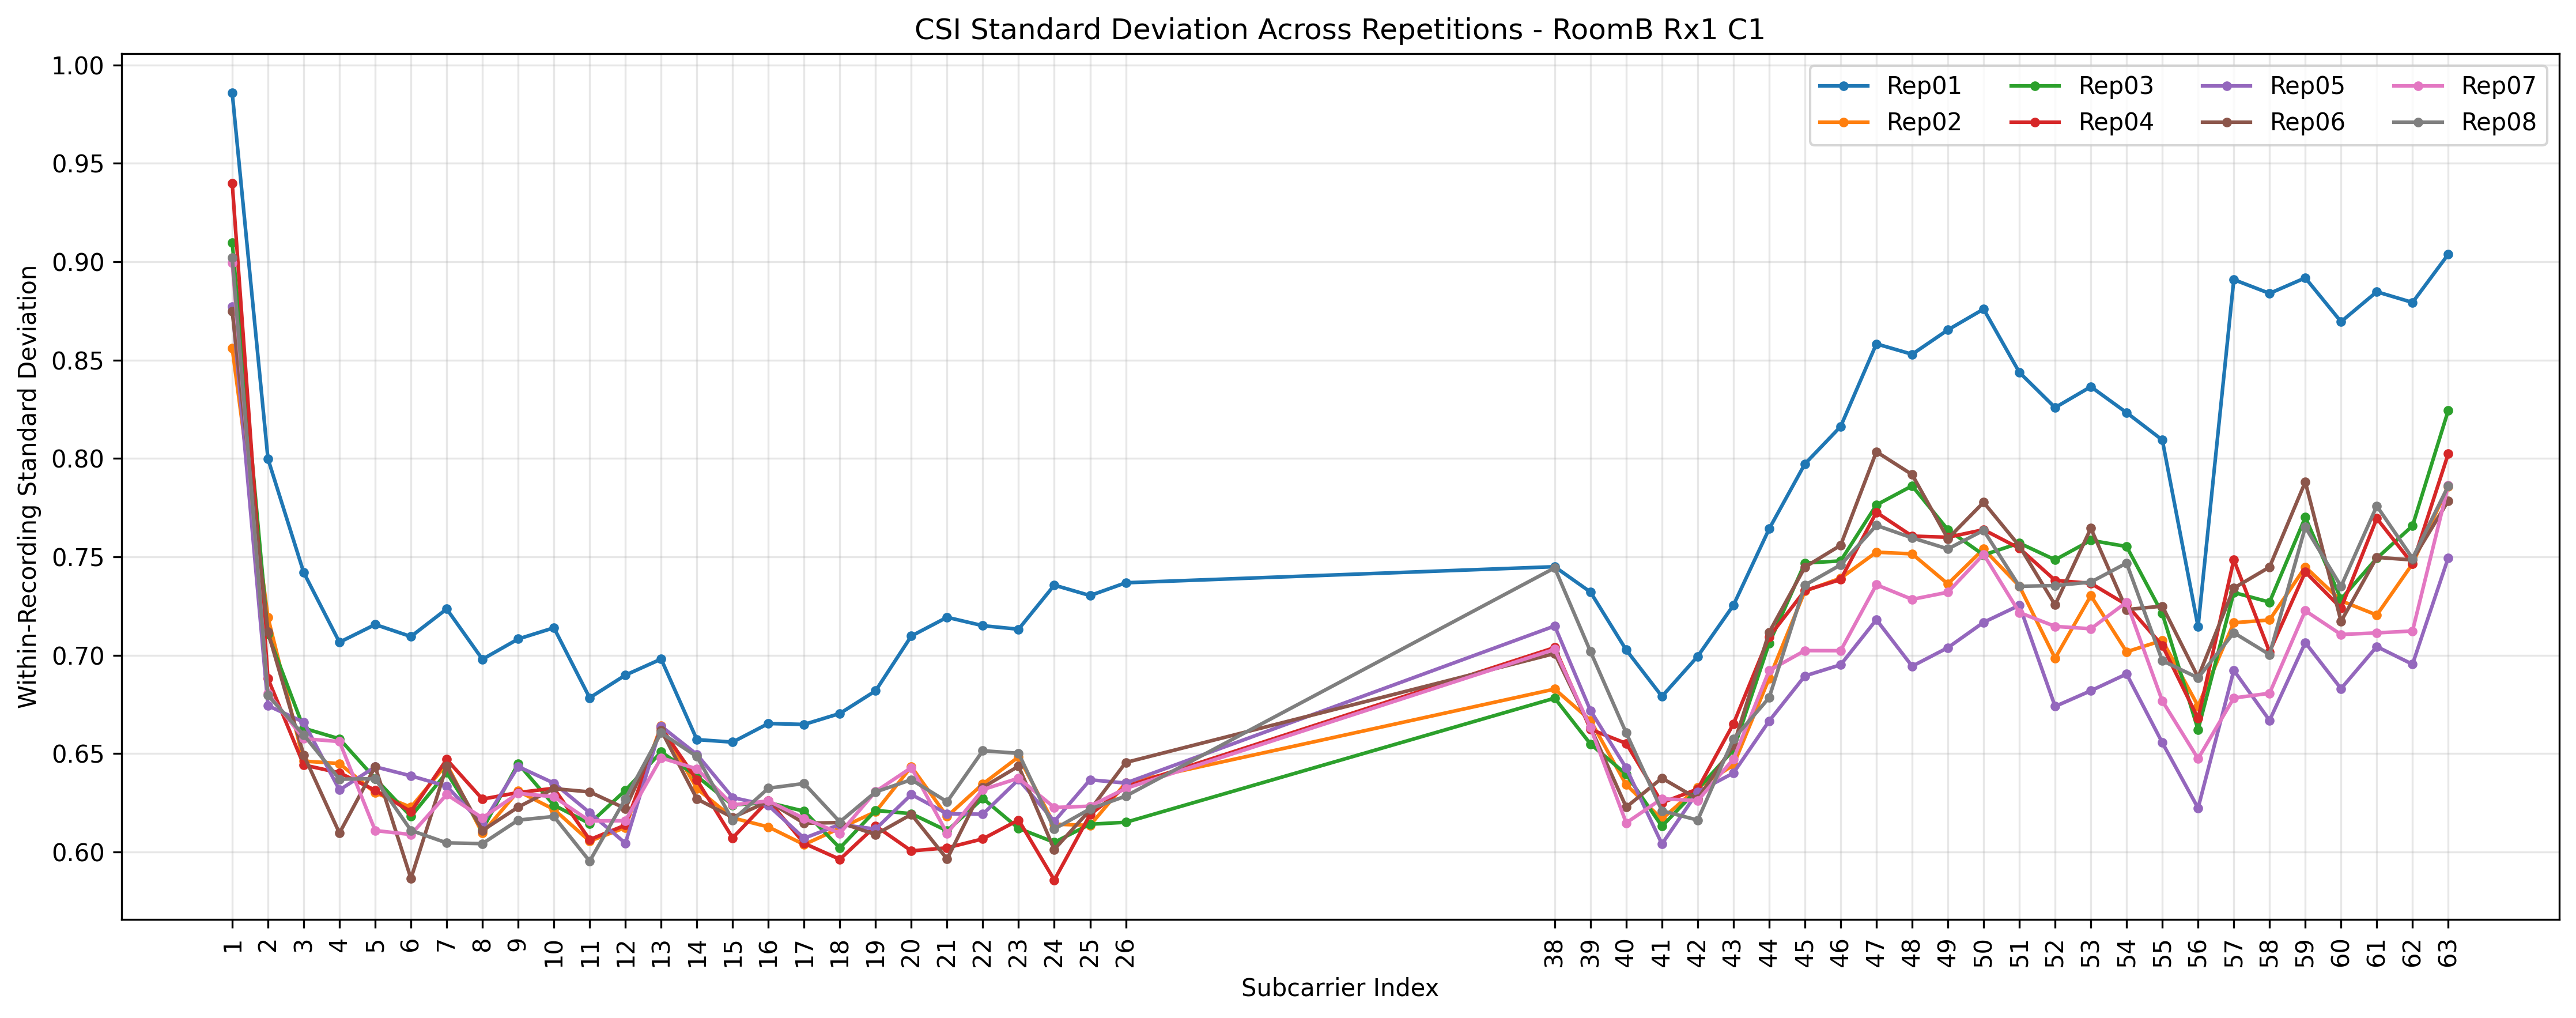 CSI Standard Deviation Across Repetitions - RoomB Rx1 C1
Within-Recording Standard Deviation
1.00
0.95
0.90
0.85
0.80
0.75
0.70
0.65
0.60
Rep01 Rep03 Rep05 Rep07
Rep02 Rep04 Rep06 Rep08
1 2 3 4 5 6 7 8 9 10 11 12 13 14 15 16 17 18 19 20 21 22 23 24 25 26 38 39 40 41 42 43 44 45 46 47 48 49 50 51 52 53 54 55 56 57 58 59 60 61 62 63
Subcarrier Index